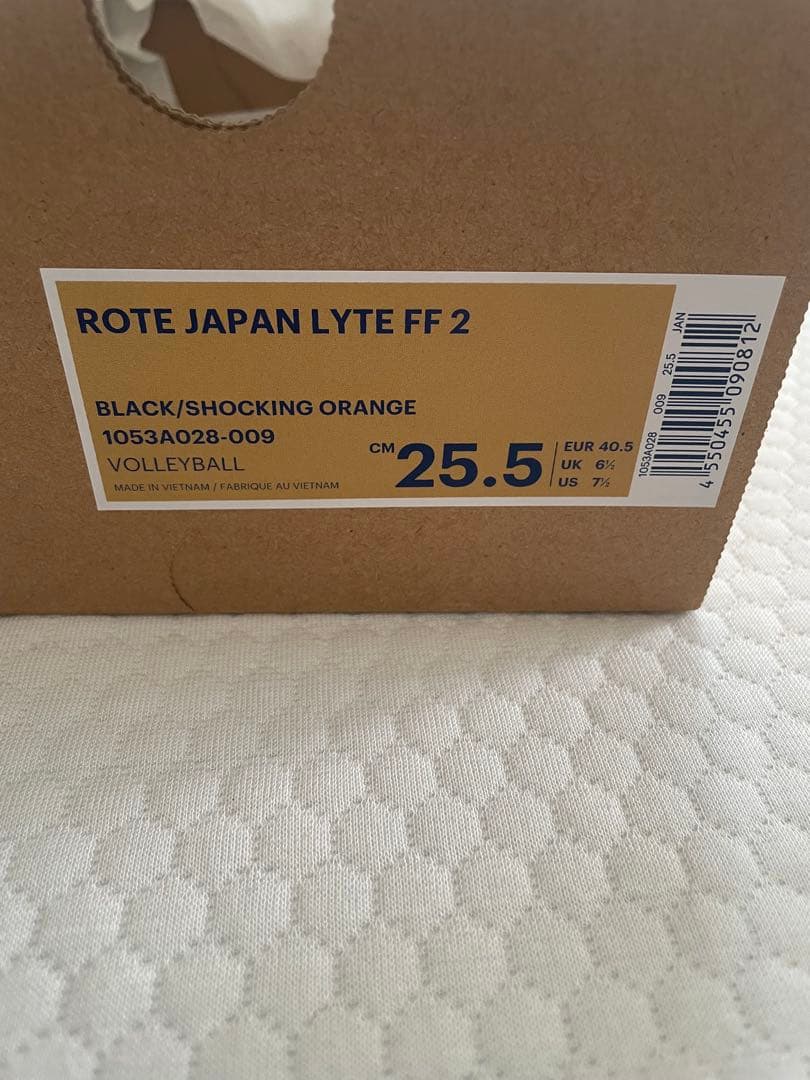 ROTE JAPAN LYTE FF 2
BLACK/SHOCKING ORANGE
1053A028-009
VOLLEYBALL
MADE IN VIETNAM / FABRIQUE AU VIETNAM
CM 25.5
EUR 40.5
UK 6½
US 7½
1053A028 009 25.5 JAN
4 550455 090812